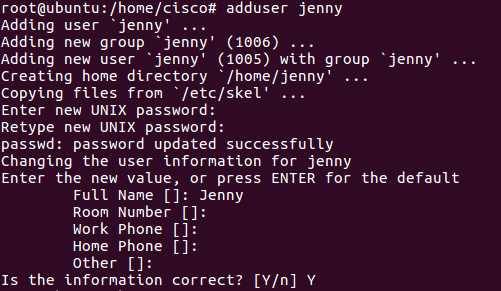 root@ubuntu:/home/cisco# adduser jenny
Adding user `jenny' ...
Adding new group `jenny' (1006) ...
Adding new user `jenny' (1005) with group `jenny' ...
Creating home directory `/home/jenny' ...
Copying files from `/etc/skel' ...
Enter new UNIX password:
Retype new UNIX password:
passwd: password updated successfully
Changing the user information for jenny
Enter the new value, or press ENTER for the default
Full Name []: Jenny
Room Number []:
Work Phone []:
Home Phone []:
Other []:
Is the information correct? [Y/n] Y